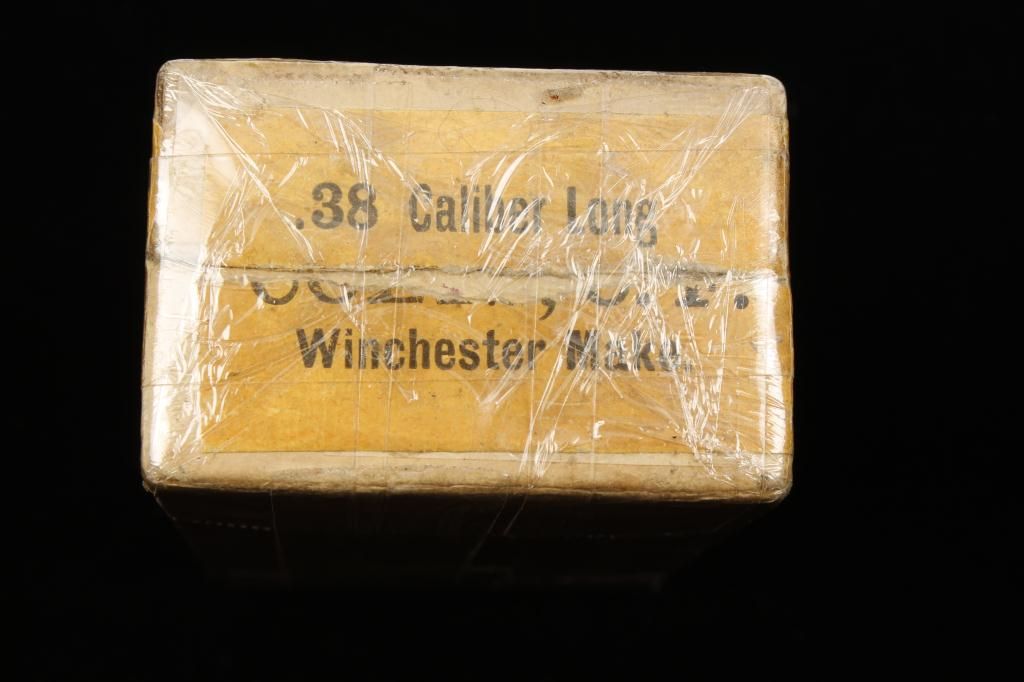 .38 Caliber Long
Winchester Make.